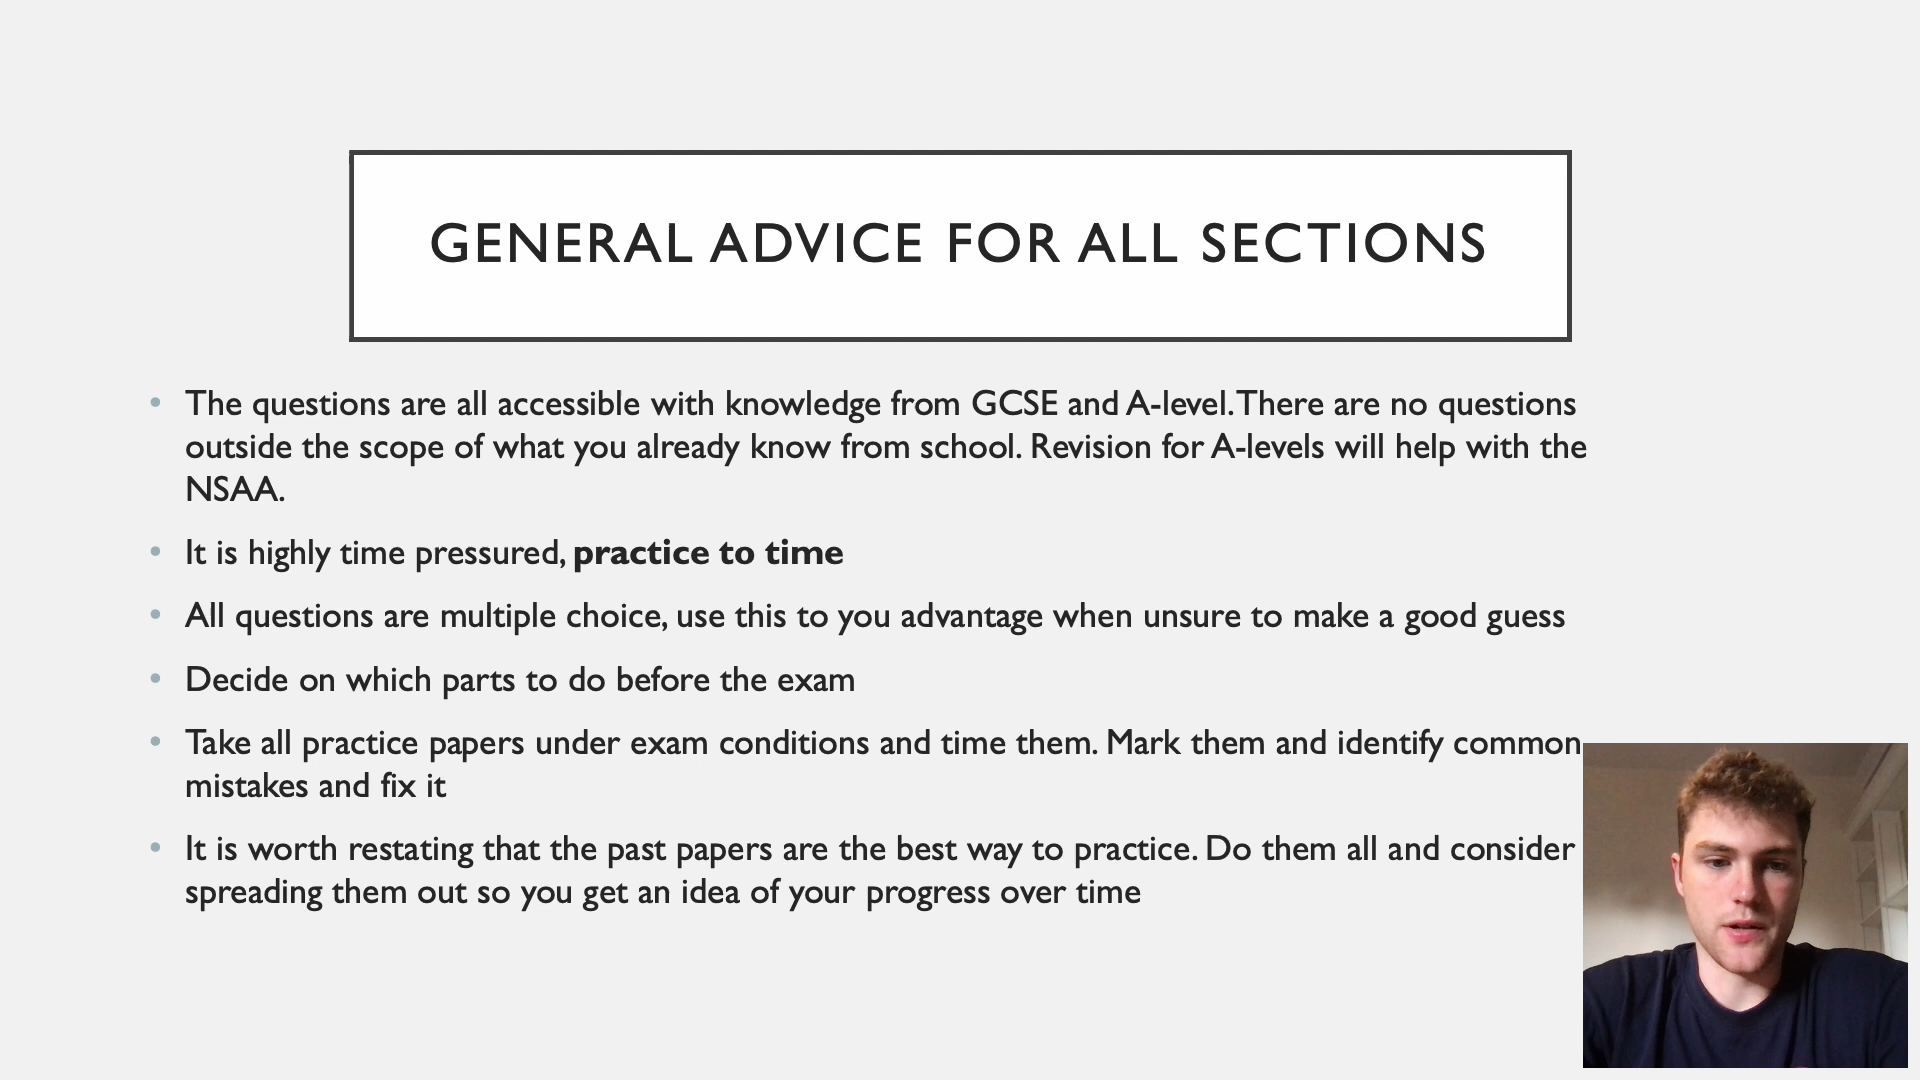 GENERAL ADVICE FOR ALL SECTIONS
• The questions are all accessible with knowledge from GCSE and A-level. There are no questions
outside the scope of what you already know from school. Revision for A-levels will help with the
NSAA.
• It is highly time pressured, practice to time
• All questions are multiple choice, use this to you advantage when unsure to make a good guess
• Decide on which parts to do before the exam
• Take all practice papers under exam conditions and time them. Mark them and identify common
mistakes and fix it
• It is worth restating that the past papers are the best way to practice. Do them all and consider
spreading them out so you get an idea of your progress over time